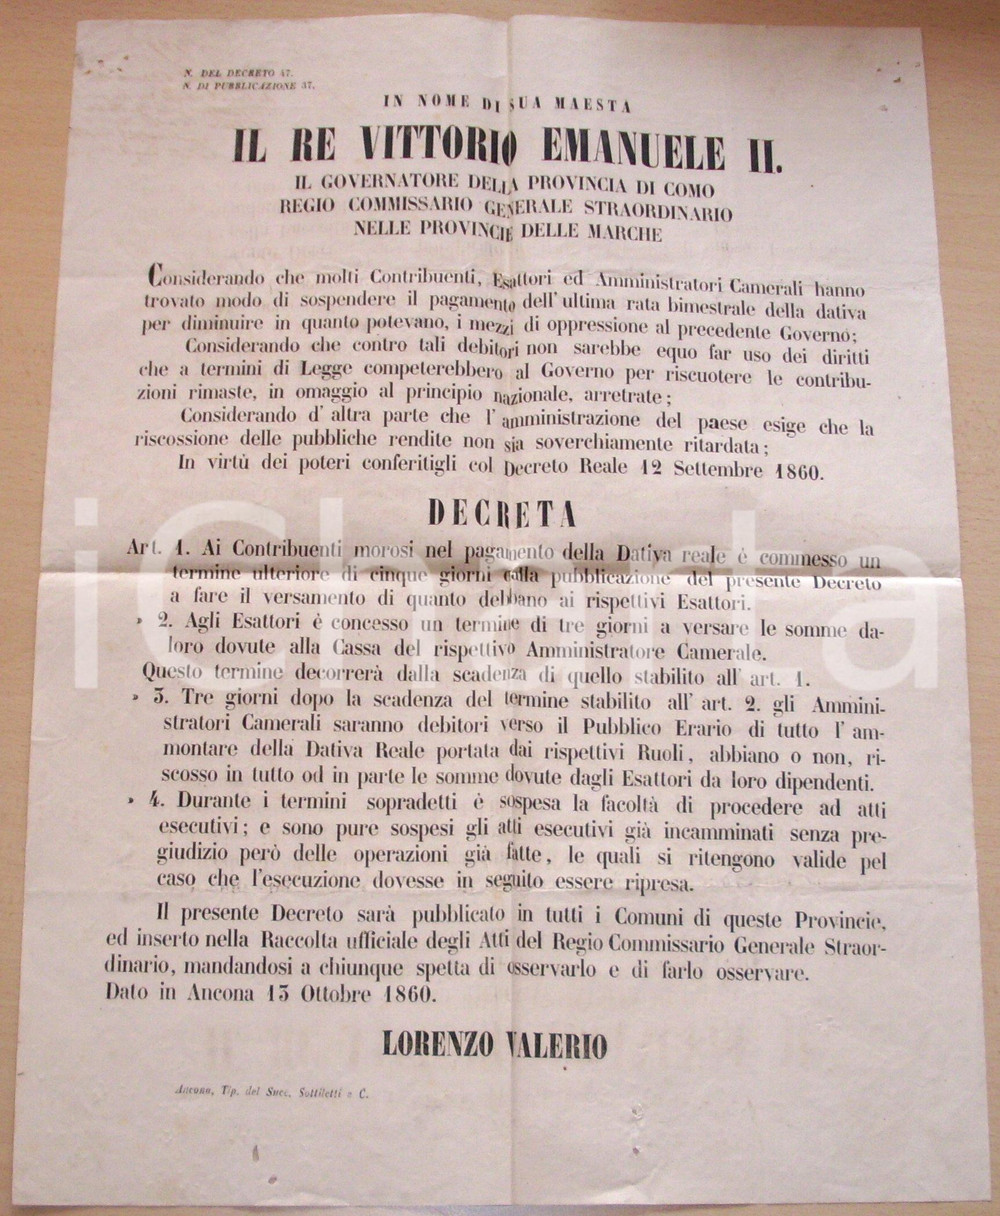 N. DEL DECRETO 47.
N. DI PUBBLICAZIONE 37.
IN NOME DI SUA MAESTA
IL RE VITTORIO EMANUELE II.
IL GOVERNATORE DELLA PROVINCIA DI COMO
REGIO COMMISSARIO GENERALE STRAORDINARIO
NELLE PROVINCIE DELLE MARCHE
Considerando che molti Contribuenti, Esattori ed Amministratori Camerali hanno
trovato modo di sospendere il pagamento dell'ultima rata bimestrale della dativa
per diminuire in quanto potevano, i mezzi di oppressione al precedente Governo;
Considerando che contro tali debitori non sarebbe equo far uso dei diritti
che a termini di Legge competerebbero al Governo per riscuotere le contribu-
zioni rimaste, in omaggio al principio nazionale, arretrate;
Considerando d'altra parte che l'amministrazione del paese esige che la
riscossione delle pubbliche rendite non sia soverchiamente ritardata;
In virtù dei poteri conferitigli col Decreto Reale 12 Settembre 1860.
DECRETA
Art. 1. Ai Contribuenti morosi nel pagamento della Dativa reale è commesso un
termine ulteriore di cinque giorni dalla pubblicazione del presente Decreto
a fare il versamento di quanto debbano ai rispettivi Esattori.
» 2. Agli Esattori è concesso un termine di tre giorni a versare le somme da-
loro dovute alla Cassa del rispettivo Amministratore Camerale.
Questo termine decorrerà dalla scadenza di quello stabilito all'art. 1.
» 3. Tre giorni dopo la scadenza del termine stabilito all'art. 2. gli Ammini-
stratori Camerali saranno debitori verso il Pubblico Erario di tutto l'am-
montare della Dativa Reale portata dai rispettivi Ruoli, abbiano o non, ri-
scosso in tutto od in parte le somme dovute dagli Esattori da loro dipendenti.
» 4. Durante i termini sopradetti è sospesa la facoltà di procedere ad atti
esecutivi; e sono pure sospesi gli atti esecutivi già incamminati senza pre-
giudizio però delle operazioni già fatte, le quali si ritengono valide pel
caso che l'esecuzione dovesse in seguito essere ripresa.
Il presente Decreto sarà pubblicato in tutti i Comuni di queste Provincie,
ed inserto nella Raccolta ufficiale degli Atti del Regio Commissario Generale Straor-
dinario, mandandosi a chiunque spetta di osservarlo e di farlo osservare.
Dato in Ancona 13 Ottobre 1860.
LORENZO VALERIO
Ancona, Tip. del Succ. Sottiletti e C.
iCharta